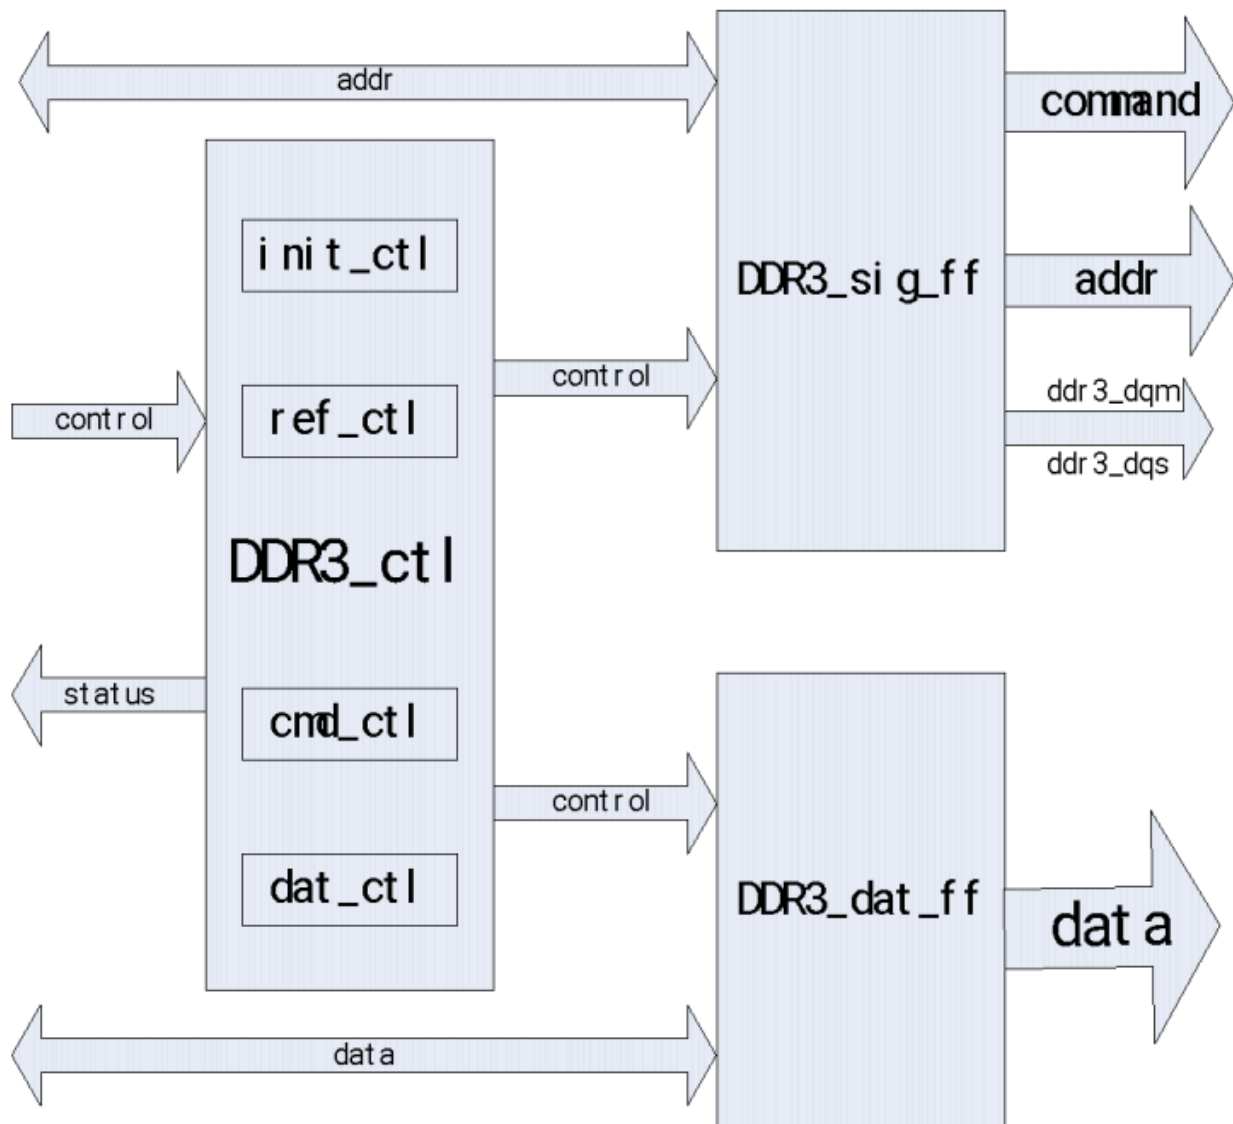 addr
command
init_ctl
DDR3_sig_ff
addr
control
ref_ctl
control
ddr3_dqm
ddr3_dqs
DDR3_ctl
status
cmd_ctl
control
dat_ctl
DDR3_dat_ff
data
data